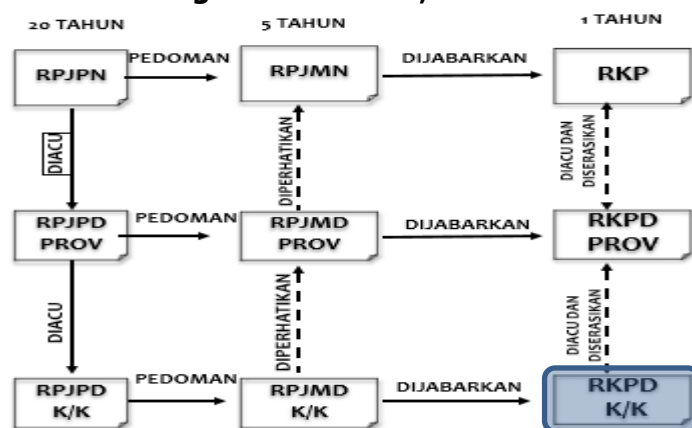 20 TAHUN
5 TAHUN
1 TAHUN
RPJPN
PEDOMAN
RPJMN
DIJABARKAN
RKP
DIACU
DIPERHATIKAN
DIACU DAN
DISERASIKAN
RPJPD
PROV
PEDOMAN
RPJMD
PROV
DIJABARKAN
RKPD
PROV
DIACU
DIPERHATIKAN
DIACU DAN
DISERASIKAN
RPJPD
K/K
PEDOMAN
RPJMD
K/K
DIJABARKAN
RKPD
K/K